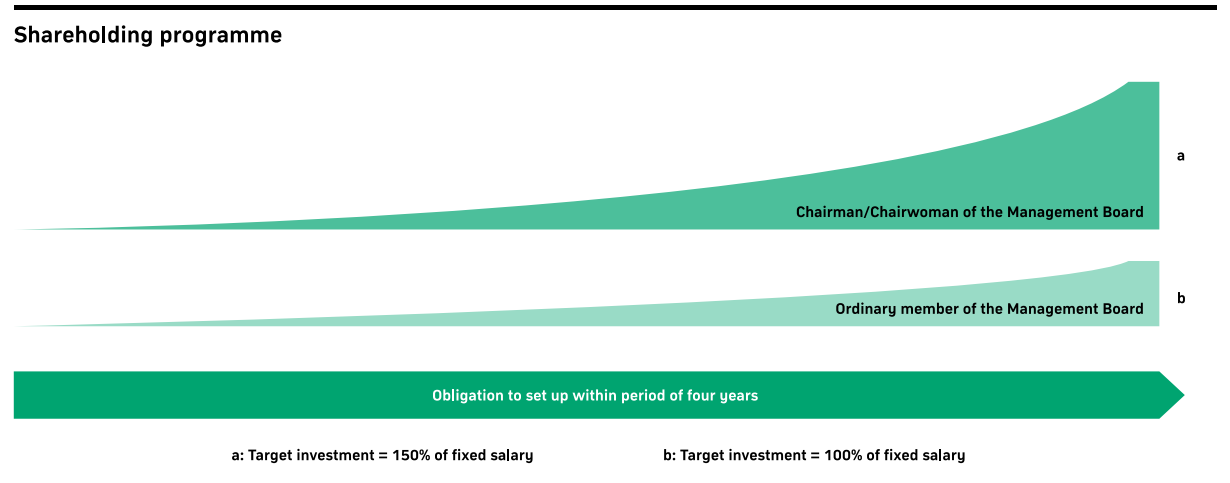 Shareholding programme
a
Chairman/Chairwoman of the Management Board
b
Ordinary member of the Management Board
Obligation to set up within period of four years
a: Target investment = 150% of fixed salary
b: Target investment = 100% of fixed salary